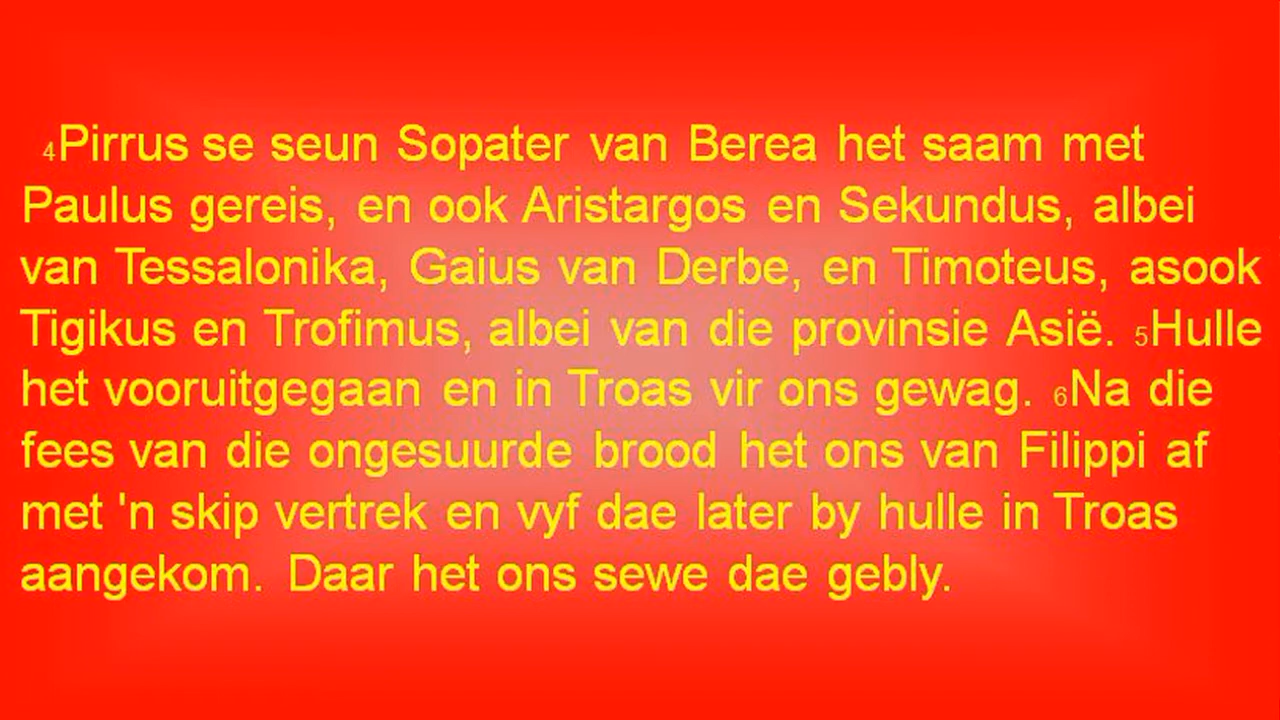 4Pirrus se seun Sopater van Berea het saam met
Paulus gereis, en ook Aristargos en Sekundus, albei
van Tessalonika, Gaius van Derbe, en Timoteus, asook
Tigikus en Trofimus, albei van die provinsie Asië. 5Hulle
het vooruitgegaan en in Troas vir ons gewag. 6Na die
fees van die ongesuurde brood het ons van Filippi af
met 'n skip vertrek en vyf dae later by hulle in Troas
aangekom. Daar het ons sewe dae gebly.